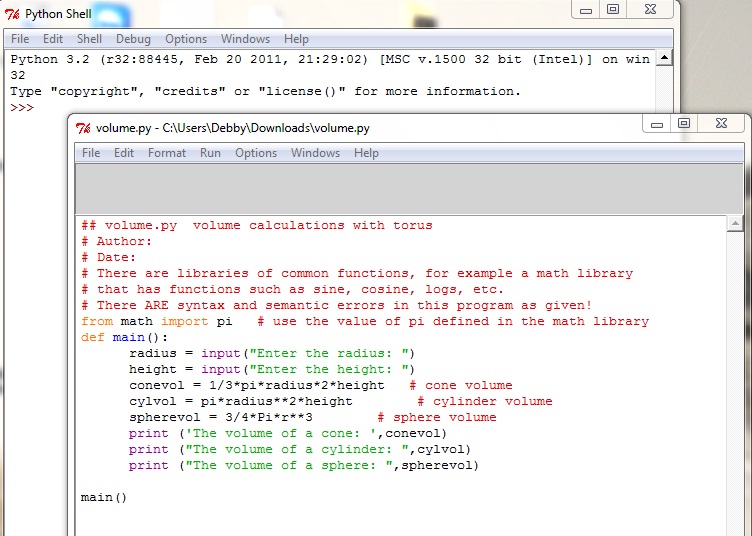 Python Shell
File Edit Shell Debug Options Windows Help
Python 3.2 (r32:88445, Feb 20 2011, 21:29:02) [MSC v.1500 32 bit (Intel)] on win
32
Type "copyright", "credits" or "license()" for more information.
>>>
volume.py - C:\Users\Debby\Downloads\volume.py
File Edit Format Run Options Windows Help
## volume.py  volume calculations with torus
# Author:
# Date:
# There are libraries of common functions, for example a math library
# that has functions such as sine, cosine, logs, etc.
# There ARE syntax and semantic errors in this program as given!
from math import pi   # use the value of pi defined in the math library
def main():
      radius = input("Enter the radius: ")
      height = input("Enter the height: ")
      conevol = 1/3*pi*radius*2*height   # cone volume
      cylvol = pi*radius**2*height        # cylinder volume
      spherevol = 3/4*Pi*r**3        # sphere volume
      print ('The volume of a cone: ',conevol)
      print ("The volume of a cylinder: ",cylvol)
      print ("The volume of a sphere: ",spherevol)
main()